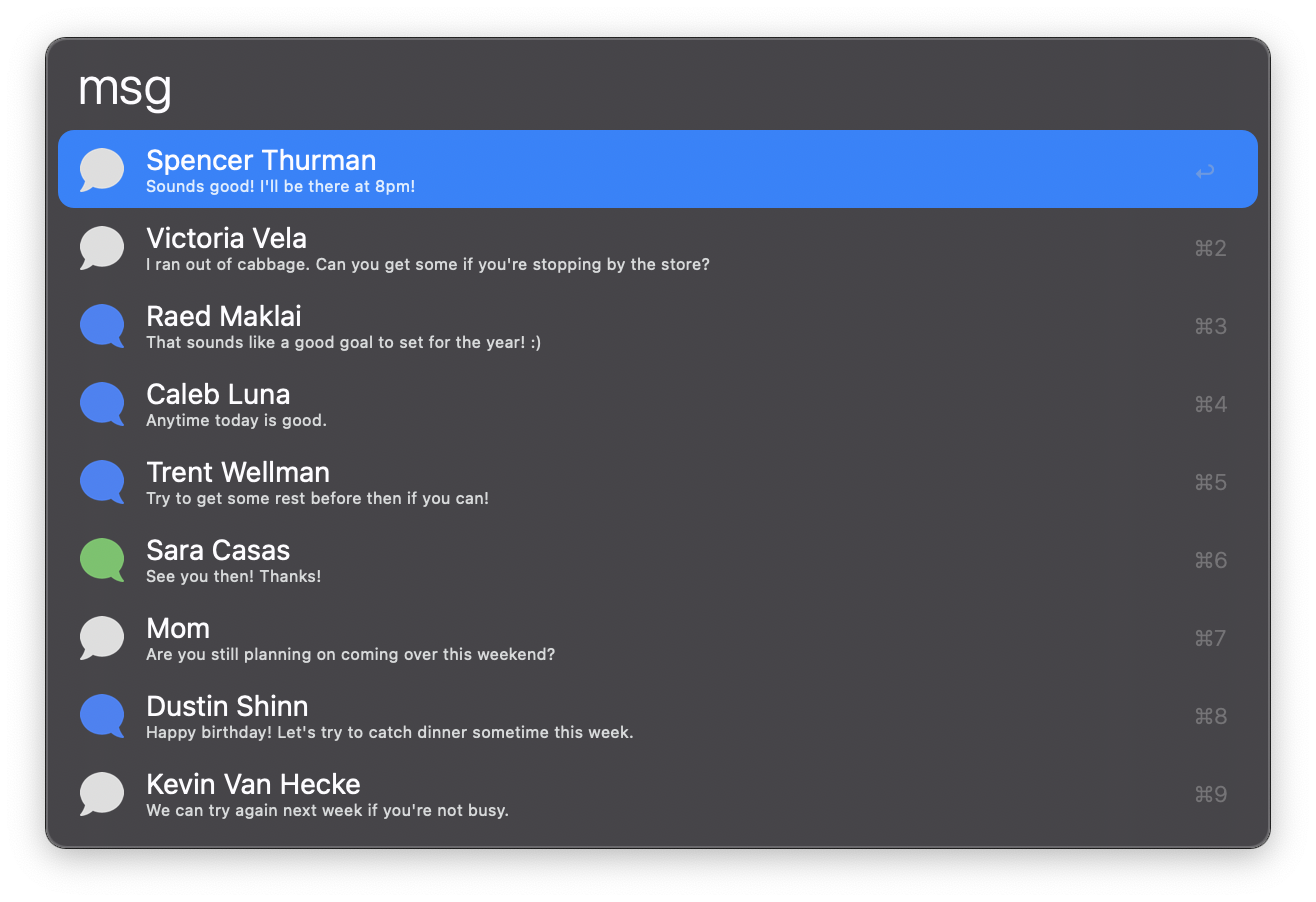 msg
Spencer Thurman
Sounds good! I'll be there at 8pm!
↩
Victoria Vela
I ran out of cabbage. Can you get some if you're stopping by the store?
⌘2
Raed Maklai
That sounds like a good goal to set for the year! :)
⌘3
Caleb Luna
Anytime today is good.
⌘4
Trent Wellman
Try to get some rest before then if you can!
⌘5
Sara Casas
See you then! Thanks!
⌘6
Mom
Are you still planning on coming over this weekend?
⌘7
Dustin Shinn
Happy birthday! Let's try to catch dinner sometime this week.
⌘8
Kevin Van Hecke
We can try again next week if you're not busy.
⌘9